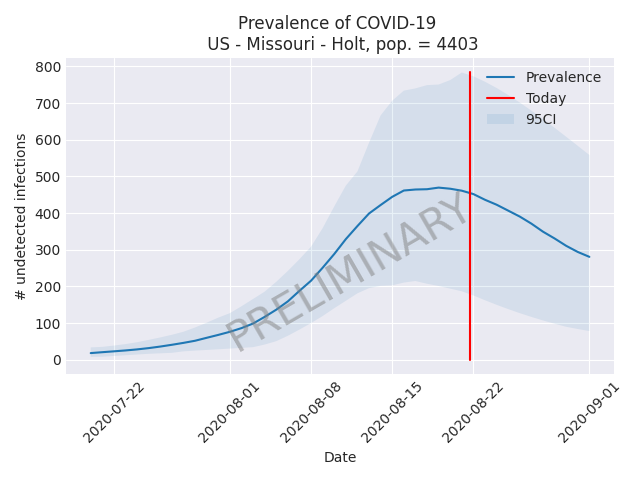 Prevalence of COVID-19
US - Missouri - Holt, pop. = 4403
800
700
600
500
400
300
200
100
0
# undetected infections
Prevalence
Today
95CI
PRELIMINARY
2020-07-22
2020-08-01
2020-08-08
2020-08-15
2020-08-22
2020-09-01
Date